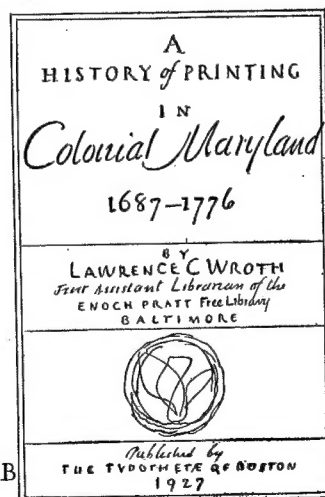 A
HISTORY of PRINTING
IN
Colonial Maryland
1687–1776
BY
LAWRENCE C WROTH
First Assistant Librarian of the
ENOCH PRATT Free Library
BALTIMORE
Published by
THE TYPOTHETÆ OF BOSTON
1927
B